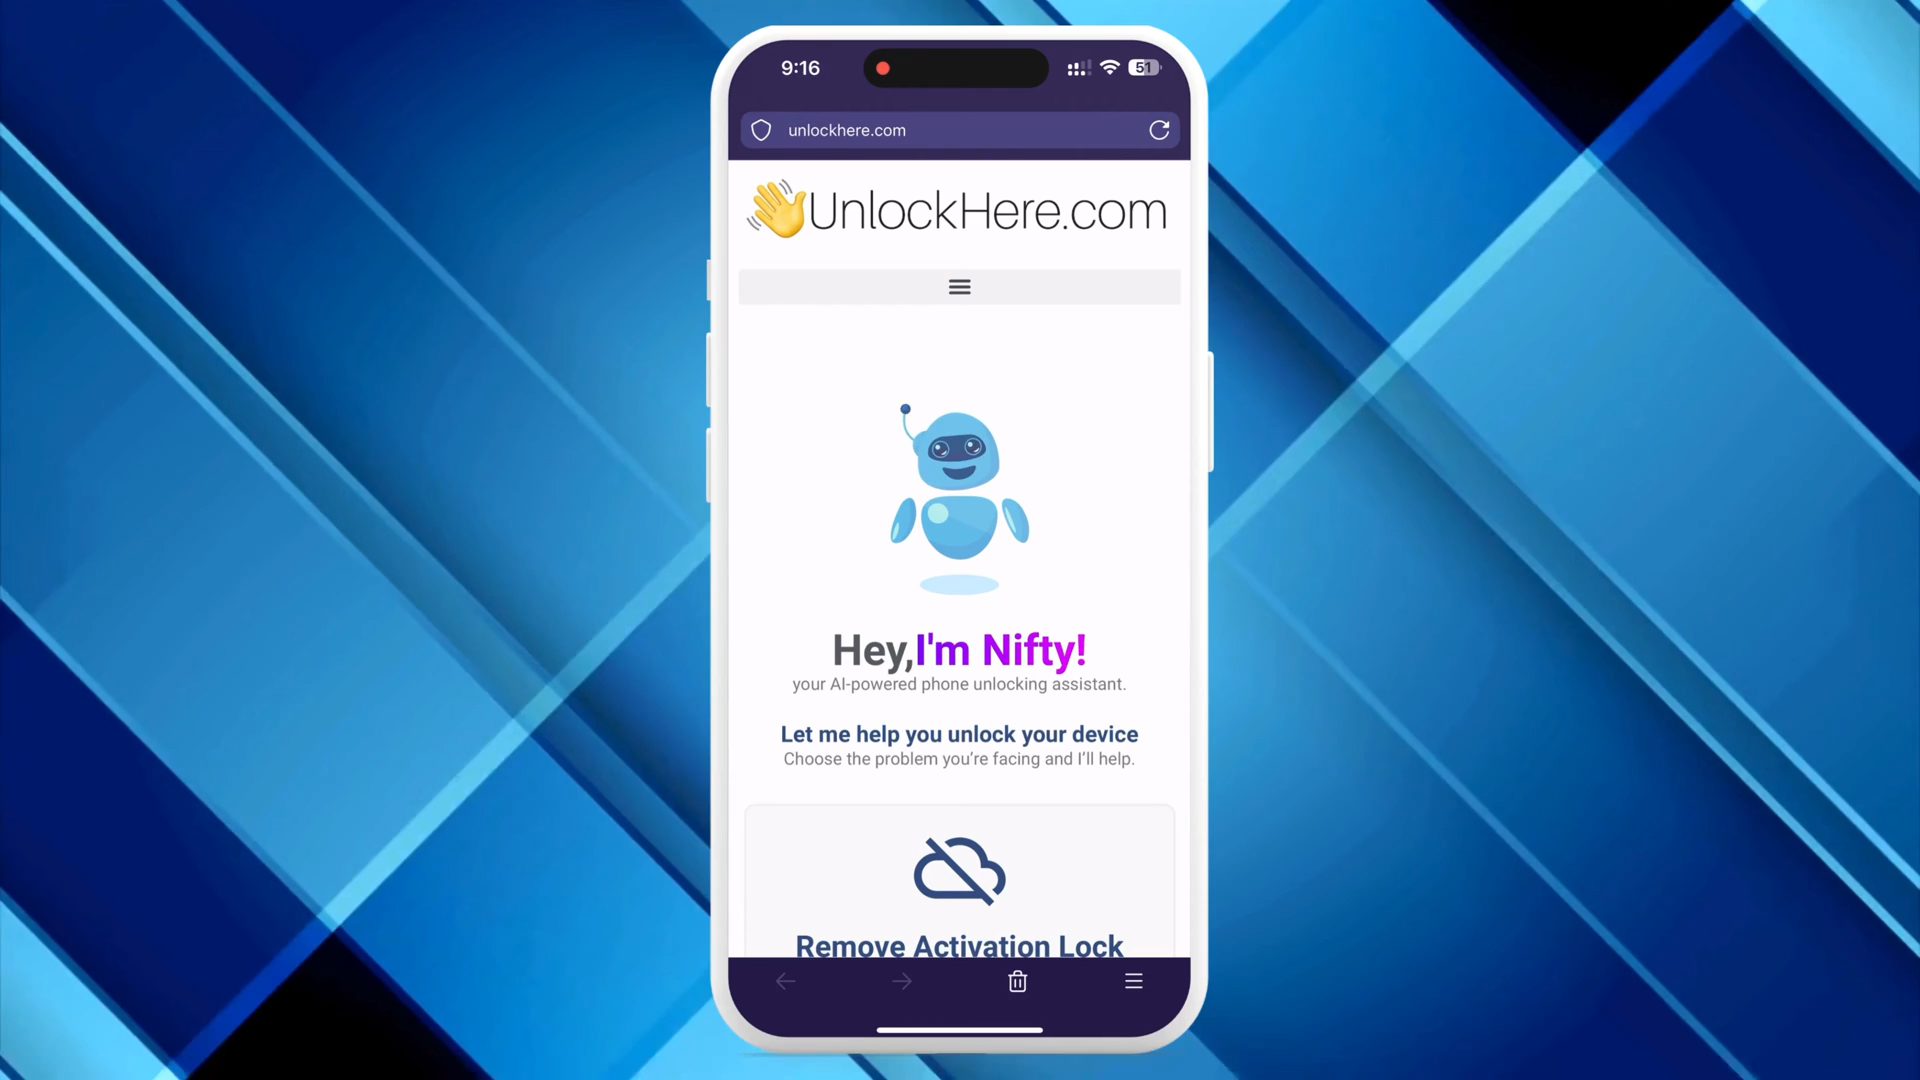 9:16
51
unlockhere.com
UnlockHere.com
Hey,I'm Nifty!
your AI-powered phone unlocking assistant.
Let me help you unlock your device
Choose the problem you're facing and I'll help.
Remove Activation Lock